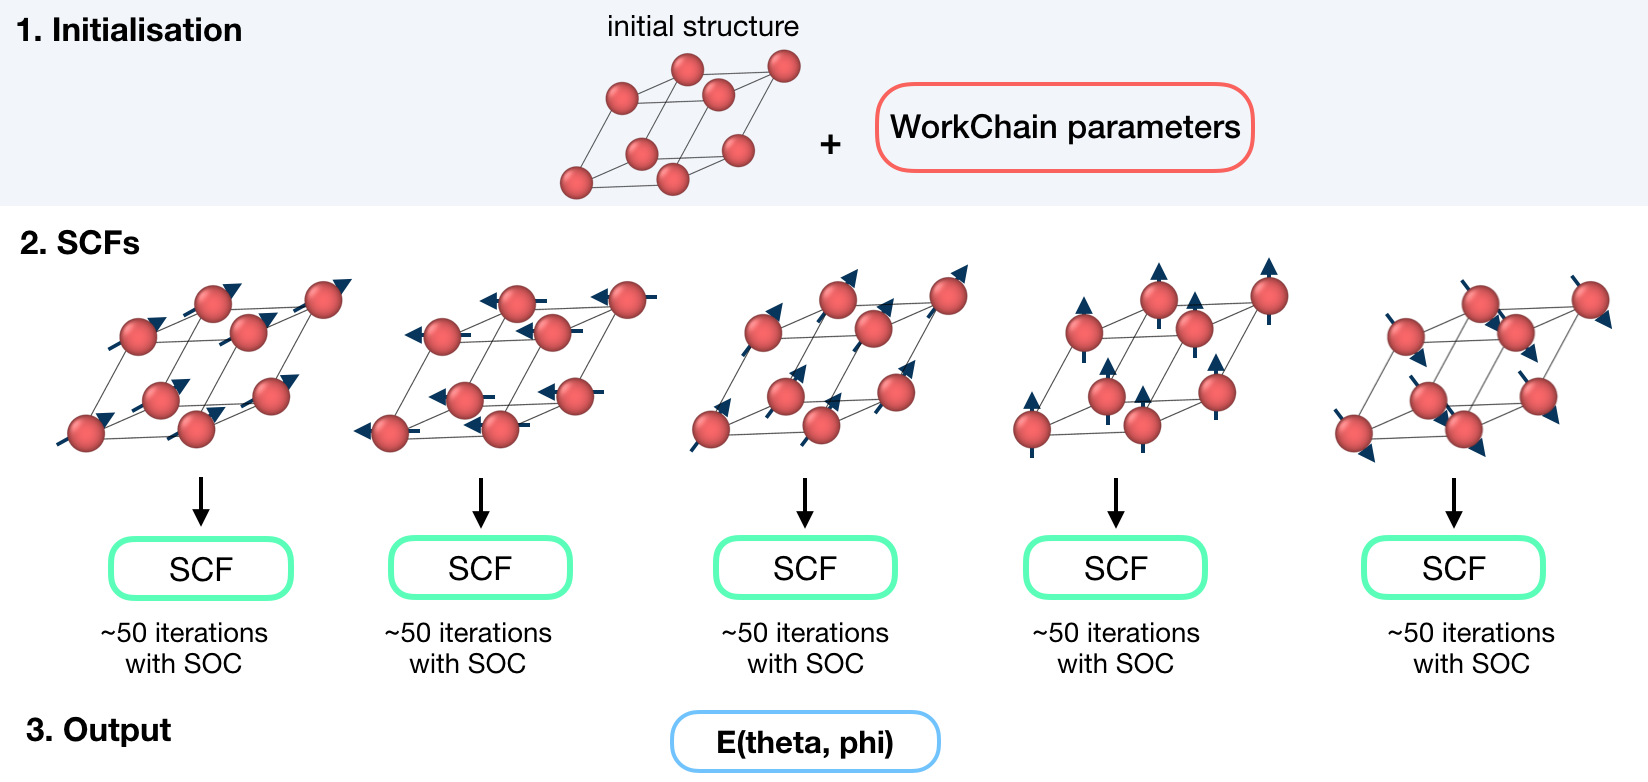 1. Initialisation
initial structure
+
WorkChain parameters
2. SCFs
SCF
SCF
SCF
SCF
SCF
~50 iterations
with SOC
~50 iterations
with SOC
~50 iterations
with SOC
~50 iterations
with SOC
~50 iterations
with SOC
3. Output
E(theta, phi)